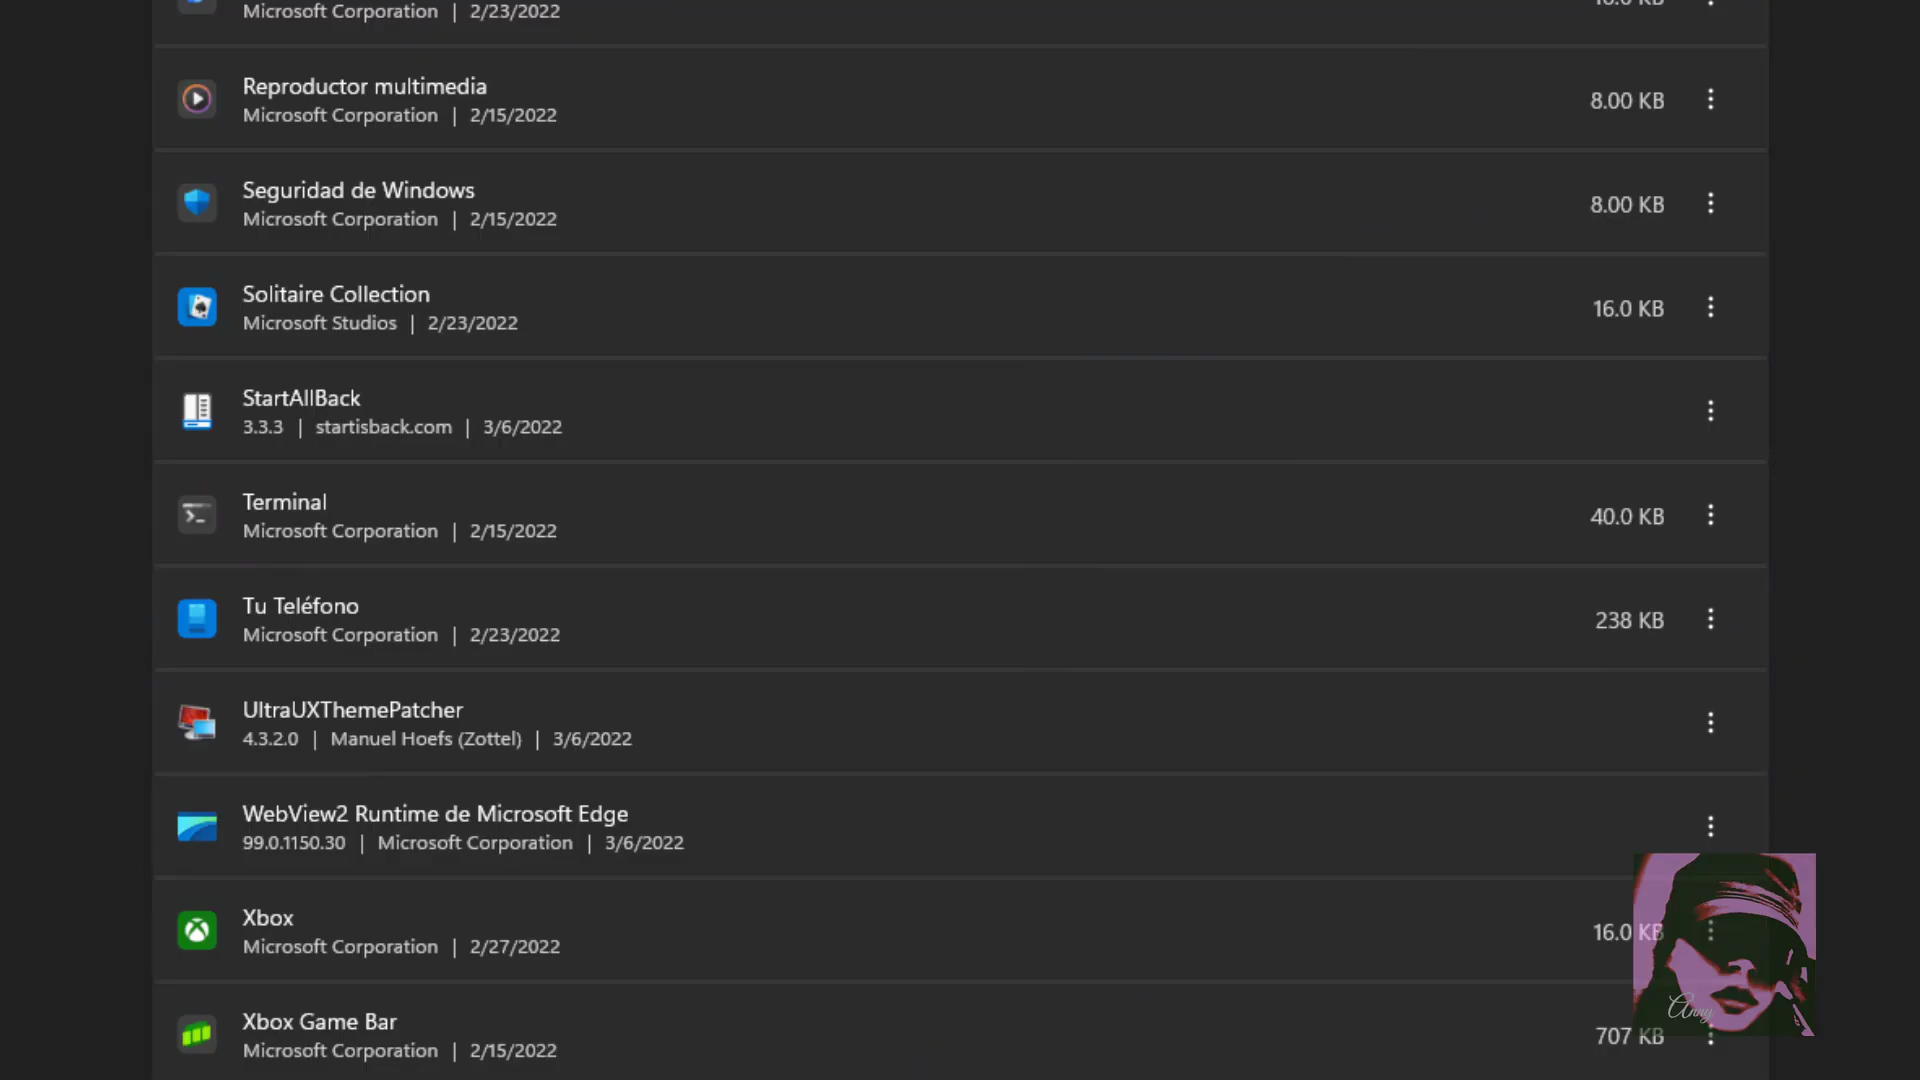 Microsoft Corporation | 2/23/2022
Reproductor multimedia
Microsoft Corporation | 2/15/2022
8.00 KB
Seguridad de Windows
Microsoft Corporation | 2/15/2022
8.00 KB
Solitaire Collection
Microsoft Studios | 2/23/2022
16.0 KB
StartAllBack
3.3.3 | startisback.com | 3/6/2022
Terminal
Microsoft Corporation | 2/15/2022
40.0 KB
Tu Teléfono
Microsoft Corporation | 2/23/2022
238 KB
UltraUXThemePatcher
4.3.2.0 | Manuel Hoefs (Zottel) | 3/6/2022
WebView2 Runtime de Microsoft Edge
99.0.1150.30 | Microsoft Corporation | 3/6/2022
Xbox
Microsoft Corporation | 2/27/2022
16.0 KB
Anny
Xbox Game Bar
Microsoft Corporation | 2/15/2022
707 KB